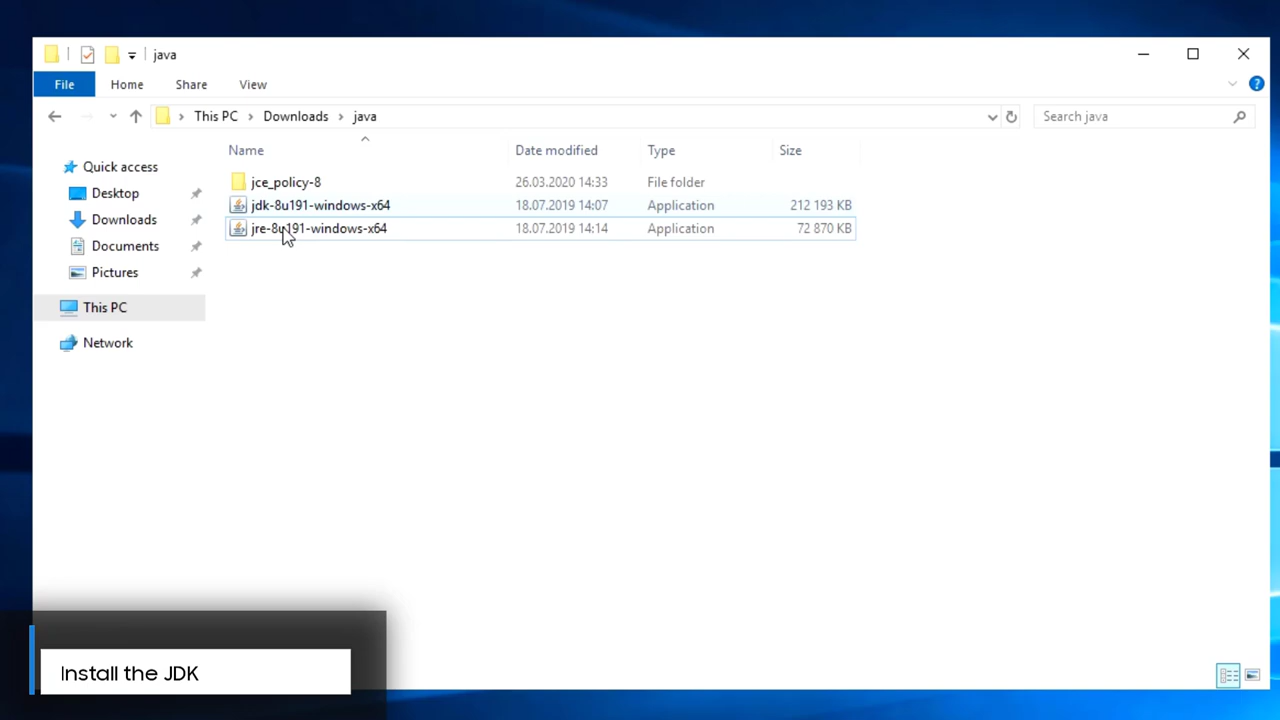 java
File Home Share View
This PC Downloads java
Search java
Name Date modified Type Size
Quick access
Desktop
Downloads
Documents
Pictures
This PC
Network
jce_policy-8 26.03.2020 14:33 File folder
jdk-8u191-windows-x64 18.07.2019 14:07 Application 212 193 KB
jre-8u191-windows-x64 18.07.2019 14:14 Application 72 870 KB
Install the JDK